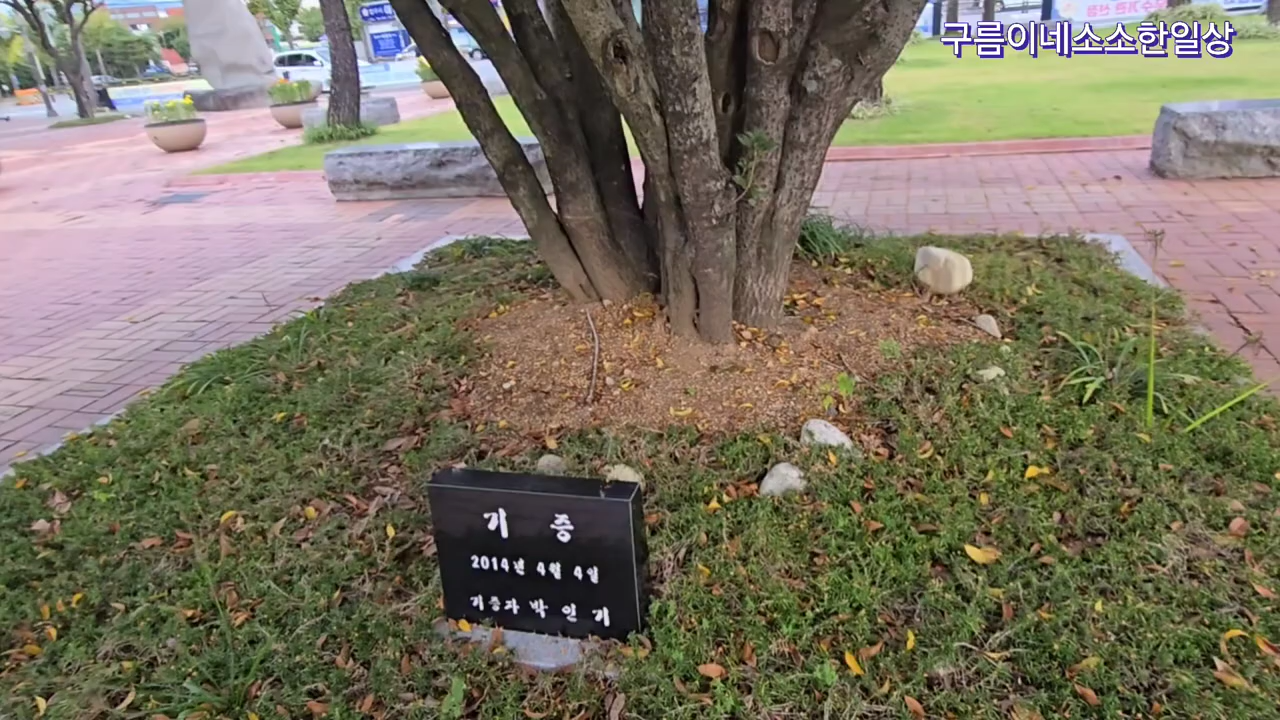 구름이네소소한일상
기 증
2014년 4월 4일
기증자 박 인 기